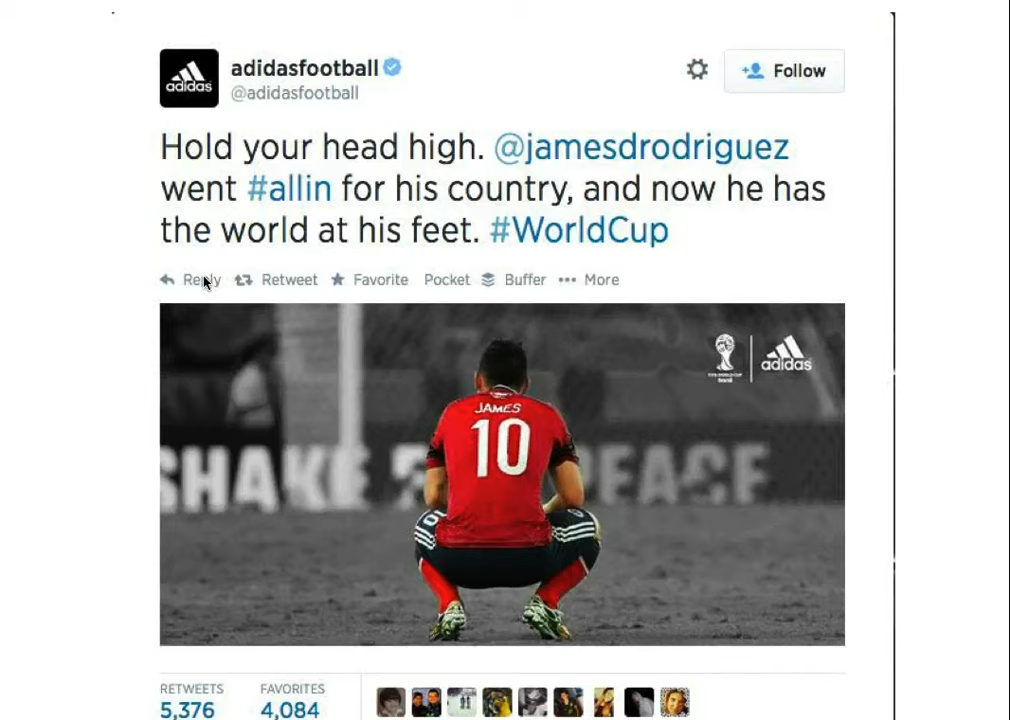 adidas
adidasfootball
@adidasfootball
Follow
Hold your head high. @jamesdrodriguez
went #allin for his country, and now he has
the world at his feet. #WorldCup
Reply Retweet Favorite Pocket Buffer More
adidas
JAMES
10
SHAKE PEACE
RETWEETS FAVORITES
5,376 4,084